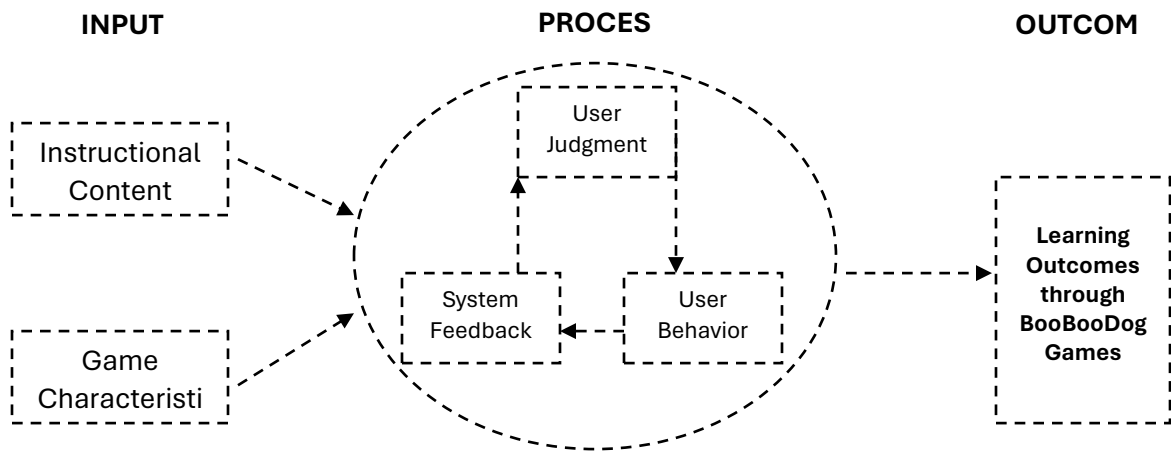 INPUT
PROCES
OUTCOM
Instructional
Content
Game
Characteristi
User
Judgment
System
Feedback
User
Behavior
Learning
Outcomes
through
BooBooDog
Games